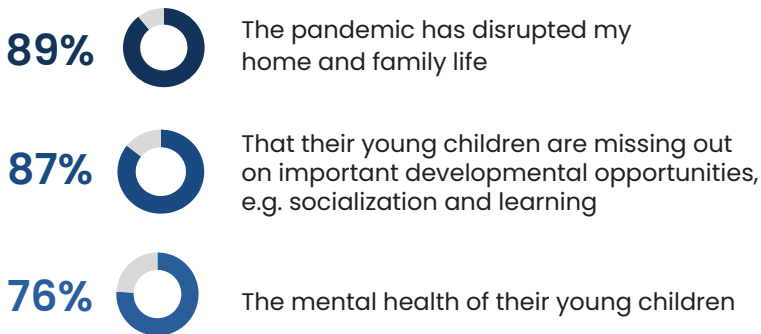 89%
The pandemic has disrupted my
home and family life
87%
That their young children are missing out
on important developmental opportunities,
e.g. socialization and learning
76%
The mental health of their young children